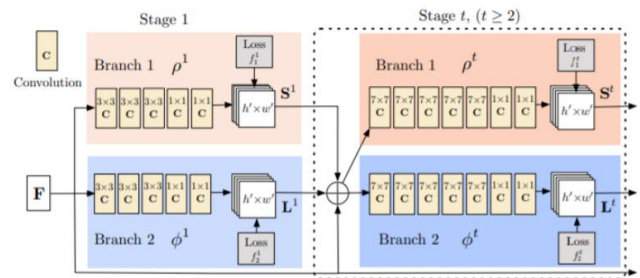 Stage 1
Stage t, (t ≥ 2)
C
Convolution
Branch 1 ρ¹
Loss
f₁¹
3×3 C 3×3 C 3×3 C 1×1 C 1×1 C
h′×w′
S¹
Branch 1 ρᵗ
Loss
f₁ᵗ
7×7 C 7×7 C 7×7 C 7×7 C 7×7 C 1×1 C 1×1 C
h′×w′
Sᵗ
F
3×3 C 3×3 C 3×3 C 1×1 C 1×1 C
h′×w′
L¹
Branch 2 ϕ¹
Loss
f₂¹
7×7 C 7×7 C 7×7 C 7×7 C 7×7 C 1×1 C 1×1 C
h′×w′
Lᵗ
Branch 2 ϕᵗ
Loss
f₂ᵗ